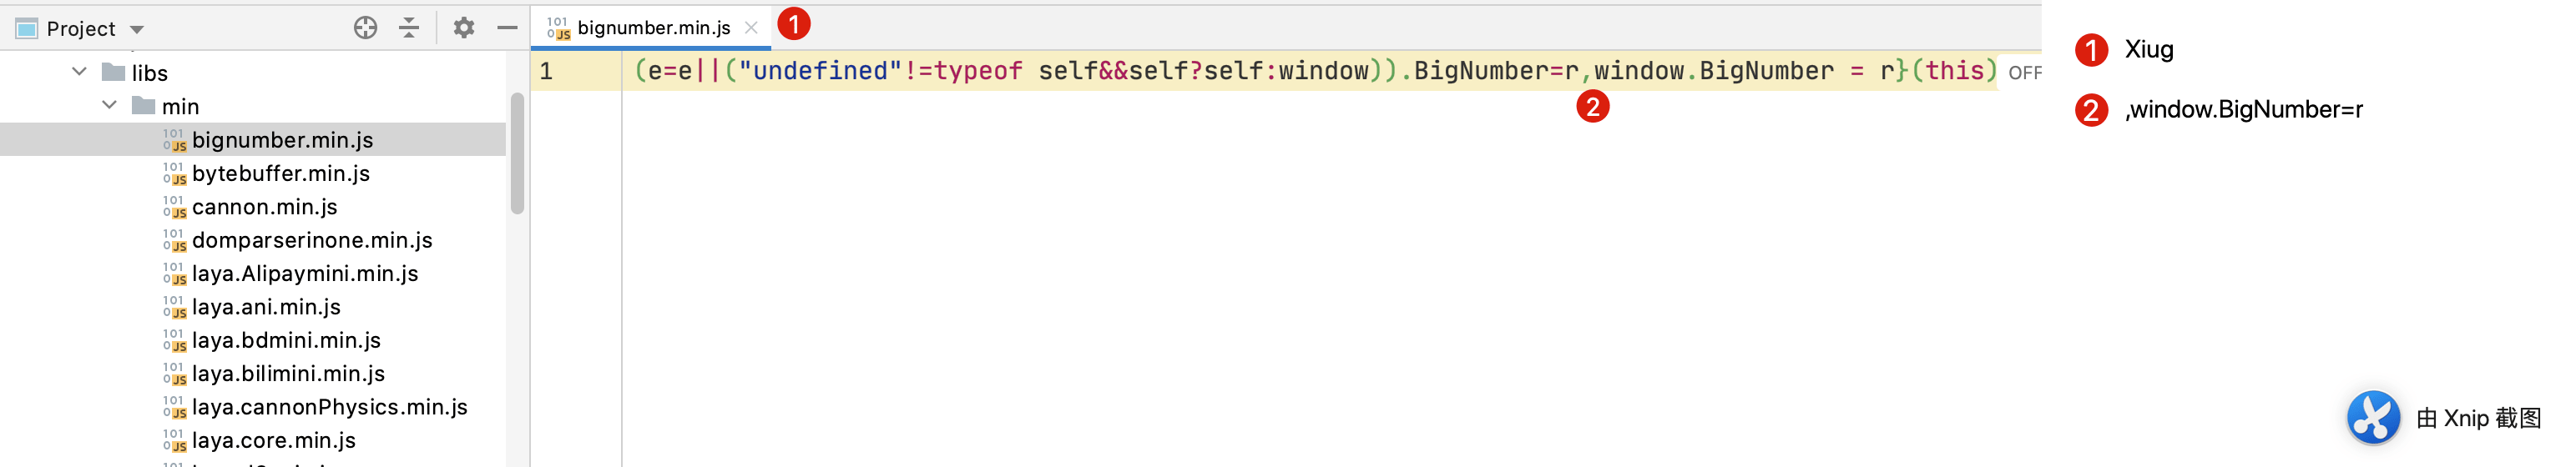 Project
libs
min
bignumber.min.js
bytebuffer.min.js
cannon.min.js
domparserinone.min.js
laya.Alipaymini.min.js
laya.ani.min.js
laya.bdmini.min.js
laya.bilimini.min.js
laya.cannonPhysics.min.js
laya.core.min.js
bignumber.min.js
1
1 (e=e||("undefined"!=typeof self&&self?self:window)).BigNumber=r,window.BigNumber = r}(this) OFF
2
1 Xiug
2 ,window.BigNumber=r
由 Xnip 截图